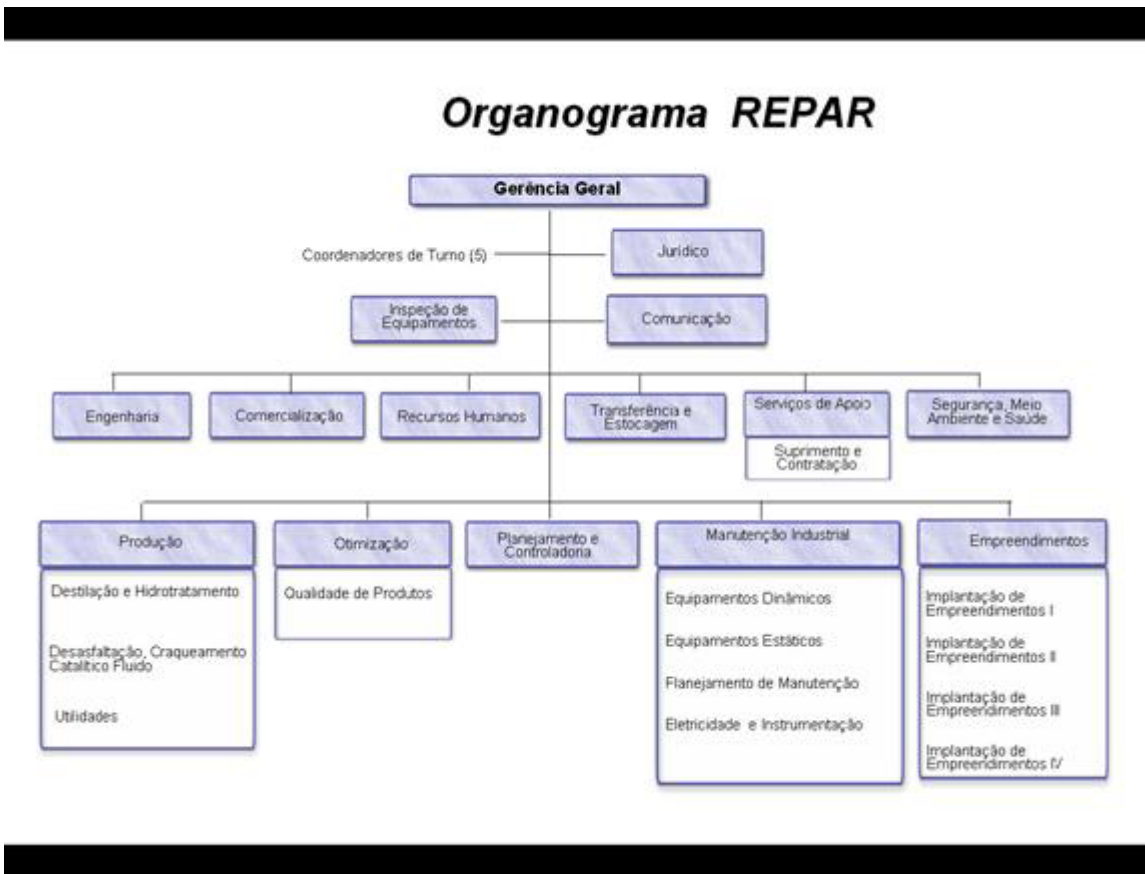 Organograma REPAR
Gerência Geral
Coordenadores de Turno (5)
Jurídico
Inspeção de
Equipamentos
Comunicação
Engenharia
Comercialização
Recursos Humanos
Transferência e
Estocagem
Serviços de Apoio
Suprimento e
Contratação
Segurança, Meio
Ambiente e Saúde
Produção
Destilação e Hidrotratamento
Desasfaltação, Craqueamento
Catalítico Fluido
Utilidades
Otimização
Qualidade de Produtos
Planejamento e
Controladoria
Manutenção Industrial
Equipamentos Dinâmicos
Equipamentos Estáticos
Planejamento de Manutenção
Eletricidade e Instrumentação
Empreendimentos
Implantação de
Empreendimentos I
Implantação de
Empreendimentos II
Implantação de
Empreendimentos III
Implantação de
Empreendimentos IV